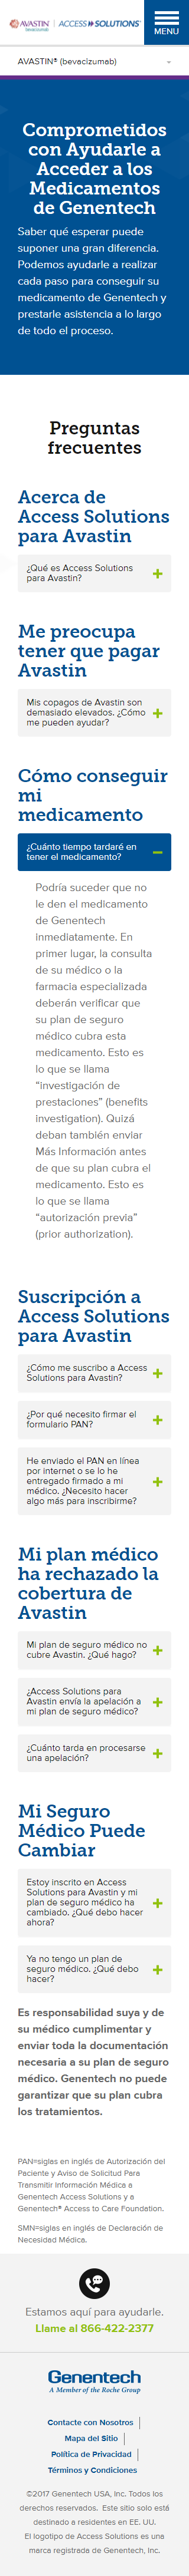 AVASTIN®
bevacizumab
ACCESS SOLUTIONS®
MENU
AVASTIN® (bevacizumab)
Comprometidos
con Ayudarle a
Acceder a los
Medicamentos
de Genentech
Saber qué esperar puede
suponer una gran diferencia.
Podemos ayudarle a realizar
cada paso para conseguir su
medicamento de Genentech y
prestarle asistencia a lo largo
de todo el proceso.
Preguntas
frecuentes
Acerca de
Access Solutions
para Avastin
¿Qué es Access Solutions
para Avastin?
Me preocupa
tener que pagar
Avastin
Mis copagos de Avastin son
demasiado elevados. ¿Cómo
me pueden ayudar?
Cómo conseguir
mi
medicamento
¿Cuánto tiempo tardaré en
tener el medicamento?
Podría suceder que no
le den el medicamento
de Genentech
inmediatamente. En
primer lugar, la consulta
de su médico o la
farmacia especializada
deberán verificar que
su plan de seguro
médico cubra esta
medicamento. Esto es
lo que se llama
“investigación de
prestaciones” (benefits
investigation). Quizá
deban también enviar
Más Información antes
de que su plan cubra el
medicamento. Esto es
lo que se llama
“autorización previa”
(prior authorization).
Suscripción a
Access Solutions
para Avastin
¿Cómo me suscribo a Access
Solutions para Avastin?
¿Por qué necesito firmar el
formulario PAN?
He enviado el PAN en línea
por internet o se lo he
entregado firmado a mi
médico. ¿Necesito hacer
algo más para inscribirme?
Mi plan médico
ha rechazado la
cobertura de
Avastin
Mi plan de seguro médico no
cubre Avastin. ¿Qué hago?
¿Access Solutions para
Avastin envía la apelación a
mi plan de seguro médico?
¿Cuánto tarda en procesarse
una apelación?
Mi Seguro
Médico Puede
Cambiar
Estoy inscrito en Access
Solutions para Avastin y mi
plan de seguro médico ha
cambiado. ¿Qué debo hacer
ahora?
Ya no tengo un plan de
seguro médico. ¿Qué debo
hacer?
Es responsabilidad suya y de
su médico cumplimentar y
enviar toda la documentación
necesaria a su plan de seguro
médico. Genentech no puede
garantizar que su plan cubra
los tratamientos.
PAN=siglas en inglés de Autorización del
Paciente y Aviso de Solicitud Para
Transmitir Información Médica a
Genentech Access Solutions y a
Genentech® Access to Care Foundation.
SMN=siglas en inglés de Declaración de
Necesidad Médica.
Estamos aquí para ayudarle.
Llame al 866-422-2377
Genentech
A Member of the Roche Group
Contacte con Nosotros
Mapa del Sitio
Política de Privacidad
Términos y Condiciones
©2017 Genentech USA, Inc. Todos los
derechos reservados. Este sitio solo está
destinado a residentes en EE. UU.
El logotipo de Access Solutions es una
marca registrada de Genentech, Inc.